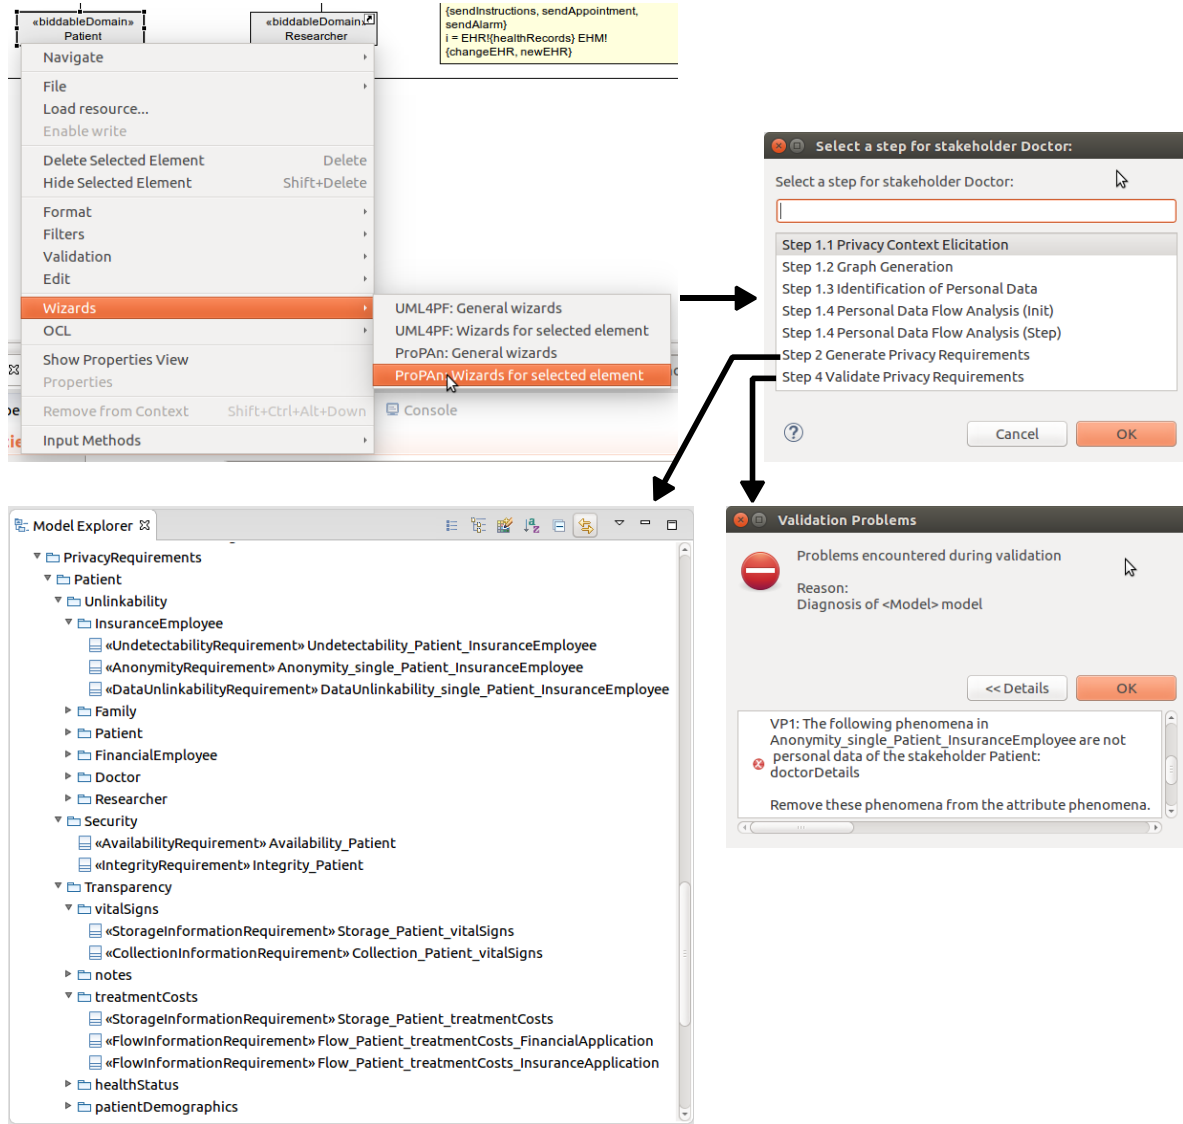 «biddableDomain»
Patient
«biddableDomain»
Researcher
{sendInstructions, sendAppointment,
sendAlarm}
i = EHR!{healthRecords} EHM!
{changeEHR, newEHR}
Navigate
File
Load resource...
Enable write
Delete Selected Element Delete
Hide Selected Element Shift+Delete
Format
Filters
Validation
Edit
Wizards
OCL
Show Properties View
Properties
Remove from Context Shift+Ctrl+Alt+Down
Input Methods
UML4PF: General wizards
UML4PF: Wizards for selected element
ProPAn: General wizards
ProPAn: Wizards for selected element
Console
Select a step for stakeholder Doctor:
Select a step for stakeholder Doctor:
Step 1.1 Privacy Context Elicitation
Step 1.2 Graph Generation
Step 1.3 Identification of Personal Data
Step 1.4 Personal Data Flow Analysis (Init)
Step 1.4 Personal Data Flow Analysis (Step)
Step 2 Generate Privacy Requirements
Step 4 Validate Privacy Requirements
Cancel OK
Model Explorer
PrivacyRequirements
Patient
Unlinkability
InsuranceEmployee
«UndetectabilityRequirement» Undetectability_Patient_InsuranceEmployee
«AnonymityRequirement» Anonymity_single_Patient_InsuranceEmployee
«DataUnlinkabilityRequirement» DataUnlinkability_single_Patient_InsuranceEmployee
Family
Patient
FinancialEmployee
Doctor
Researcher
Security
«AvailabilityRequirement» Availability_Patient
«IntegrityRequirement» Integrity_Patient
Transparency
vitalSigns
«StorageInformationRequirement» Storage_Patient_vitalSigns
«CollectionInformationRequirement» Collection_Patient_vitalSigns
notes
treatmentCosts
«StorageInformationRequirement» Storage_Patient_treatmentCosts
«FlowInformationRequirement» Flow_Patient_treatmentCosts_FinancialApplication
«FlowInformationRequirement» Flow_Patient_treatmentCosts_InsuranceApplication
healthStatus
patientDemographics
Validation Problems
Problems encountered during validation
Reason:
Diagnosis of <Model> model
<< Details OK
VP1: The following phenomena in
Anonymity_single_Patient_InsuranceEmployee are not
personal data of the stakeholder Patient:
doctorDetails
Remove these phenomena from the attribute phenomena.